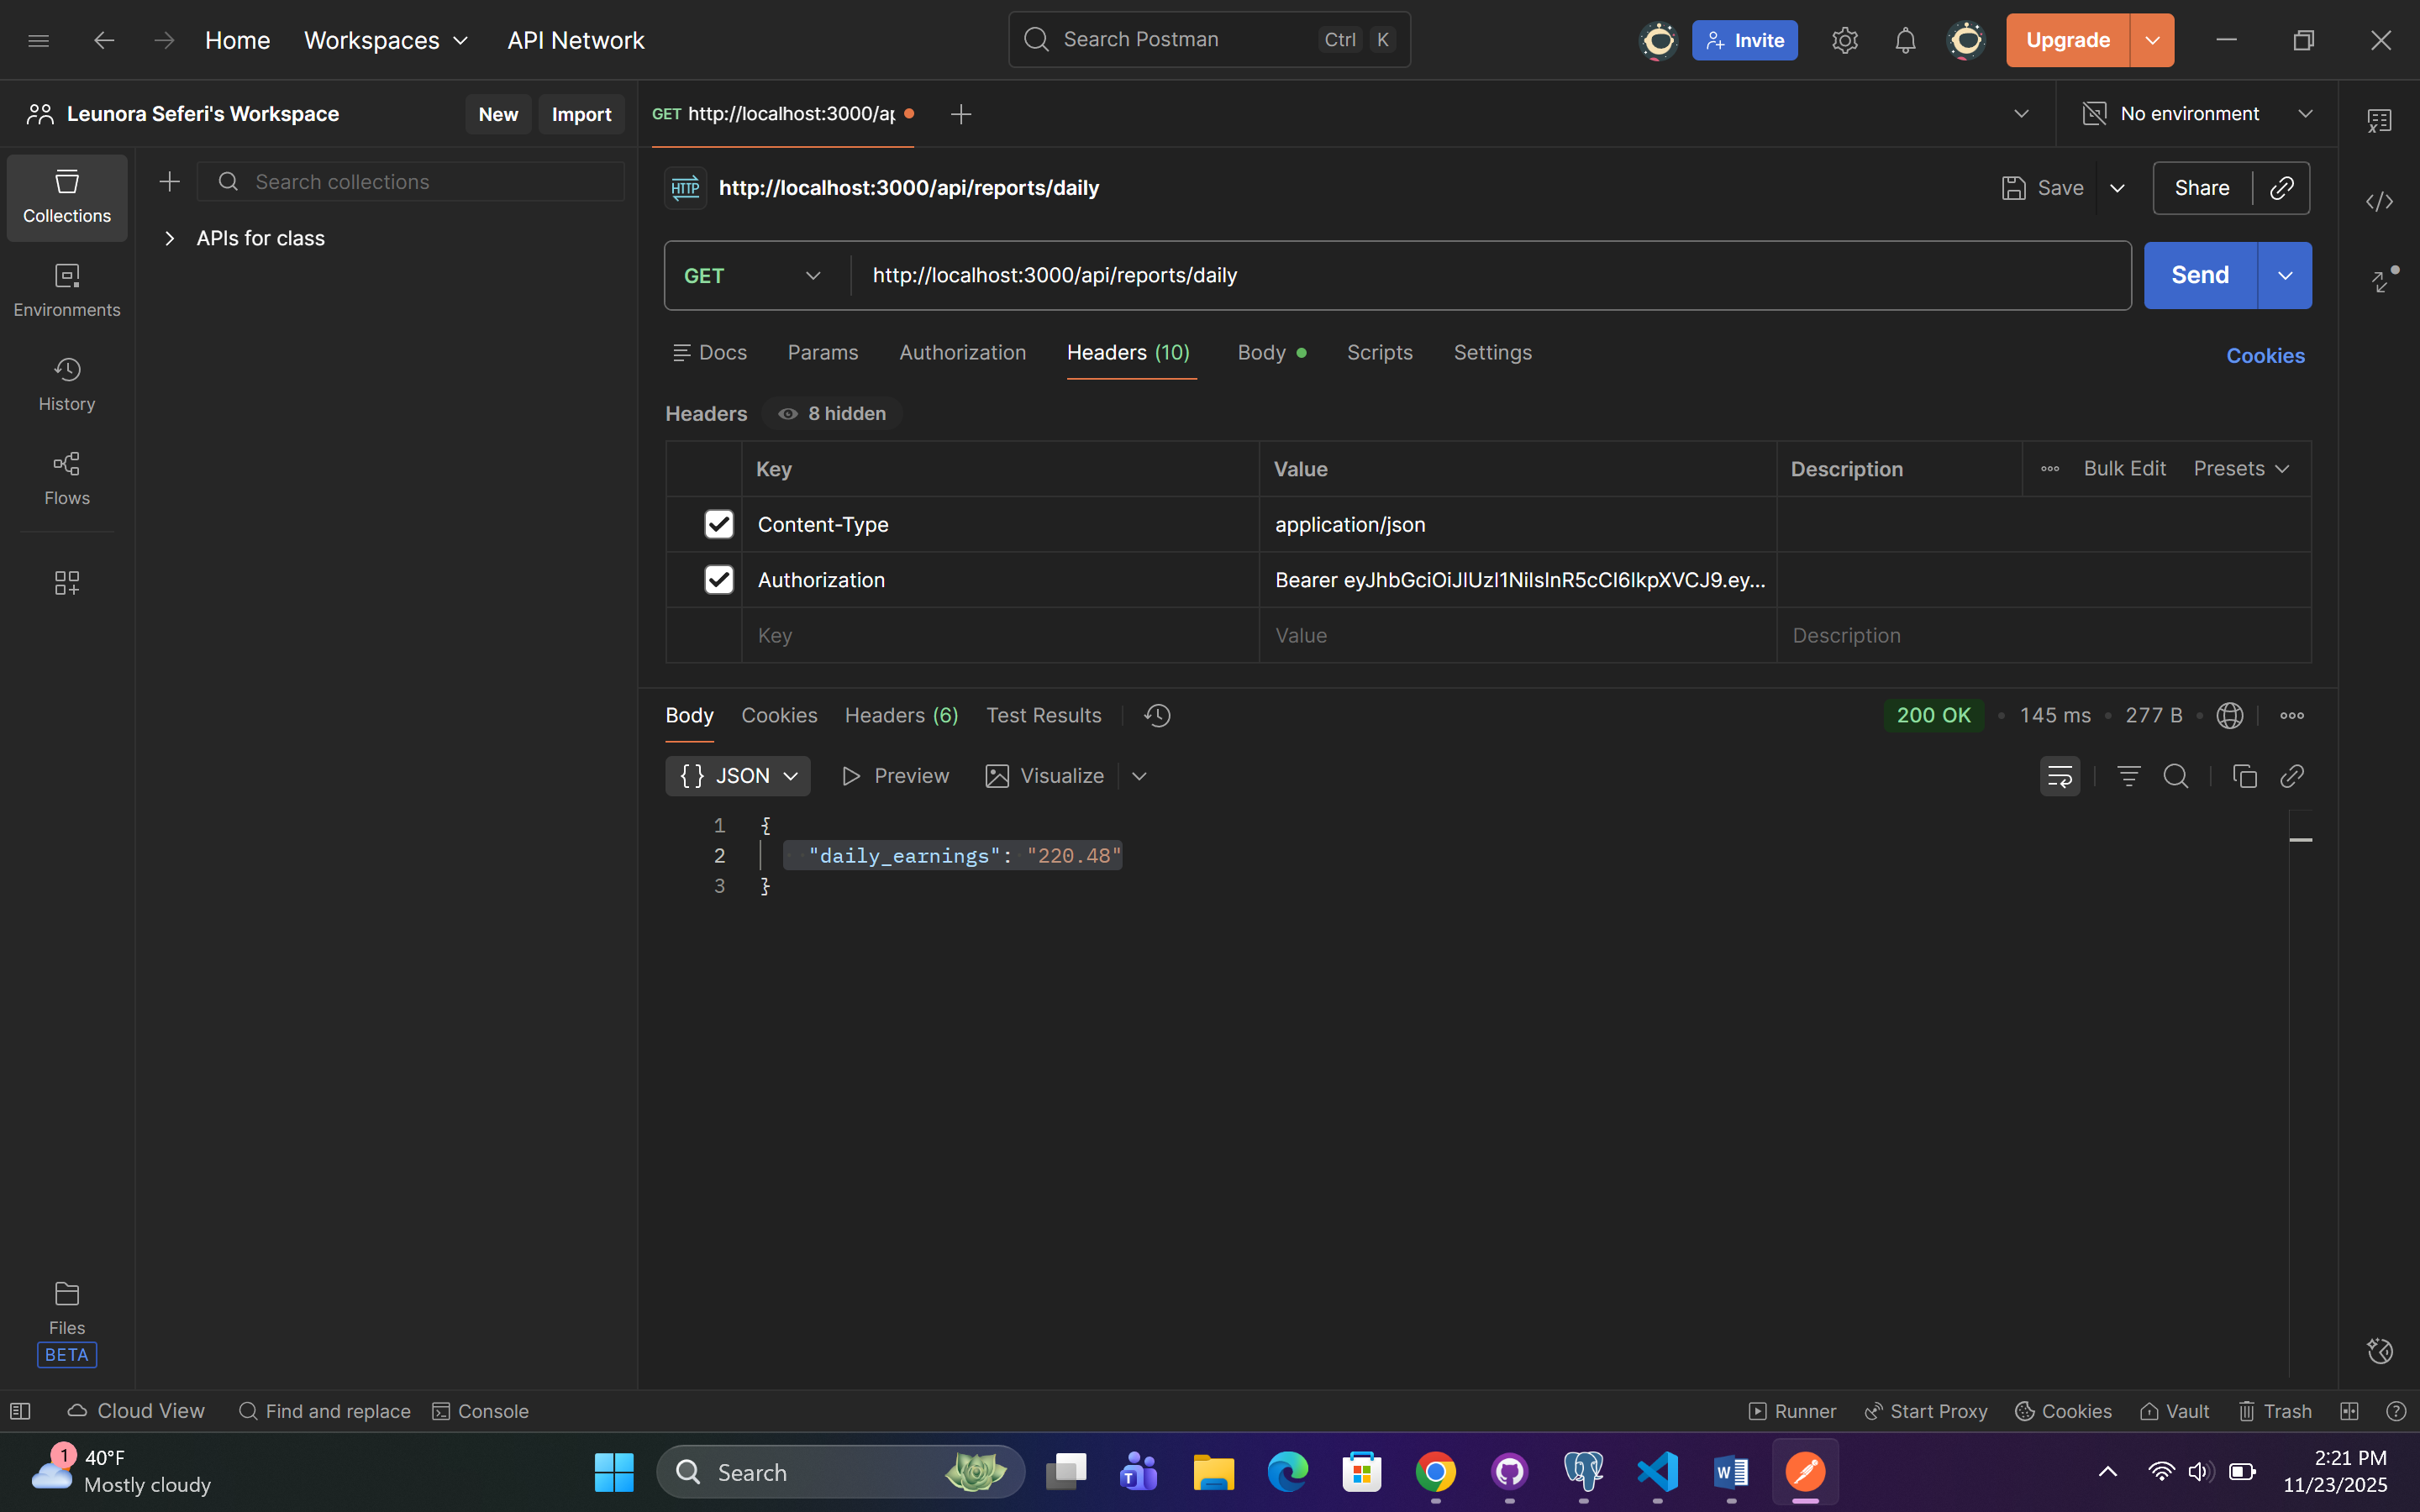 Home
Workspaces
API Network
Search Postman
Ctrl K
Invite
Upgrade
Leunora Seferi's Workspace
New
Import
GET http://localhost:3000/ap
No environment
Collections
Search collections
APIs for class
Environments
History
Flows
Files
BETA
HTTP
http://localhost:3000/api/reports/daily
Save
Share
GET
http://localhost:3000/api/reports/daily
Send
Docs
Params
Authorization
Headers (10)
Body
Scripts
Settings
Cookies
Headers
8 hidden
Key
Value
Description
Bulk Edit
Presets
Content-Type
application/json
Authorization
Bearer eyJhbGciOiJIUzI1NiIsInR5cCI6IkpXVCJ9.ey...
Key
Value
Description
Body
Cookies
Headers (6)
Test Results
200 OK
145 ms
277 B
{} JSON
Preview
Visualize
1 {
2 "daily_earnings": "220.48"
3 }
Cloud View
Find and replace
Console
Runner
Start Proxy
Cookies
Vault
Trash
1
40°F
Mostly cloudy
Search
2:21 PM
11/23/2025